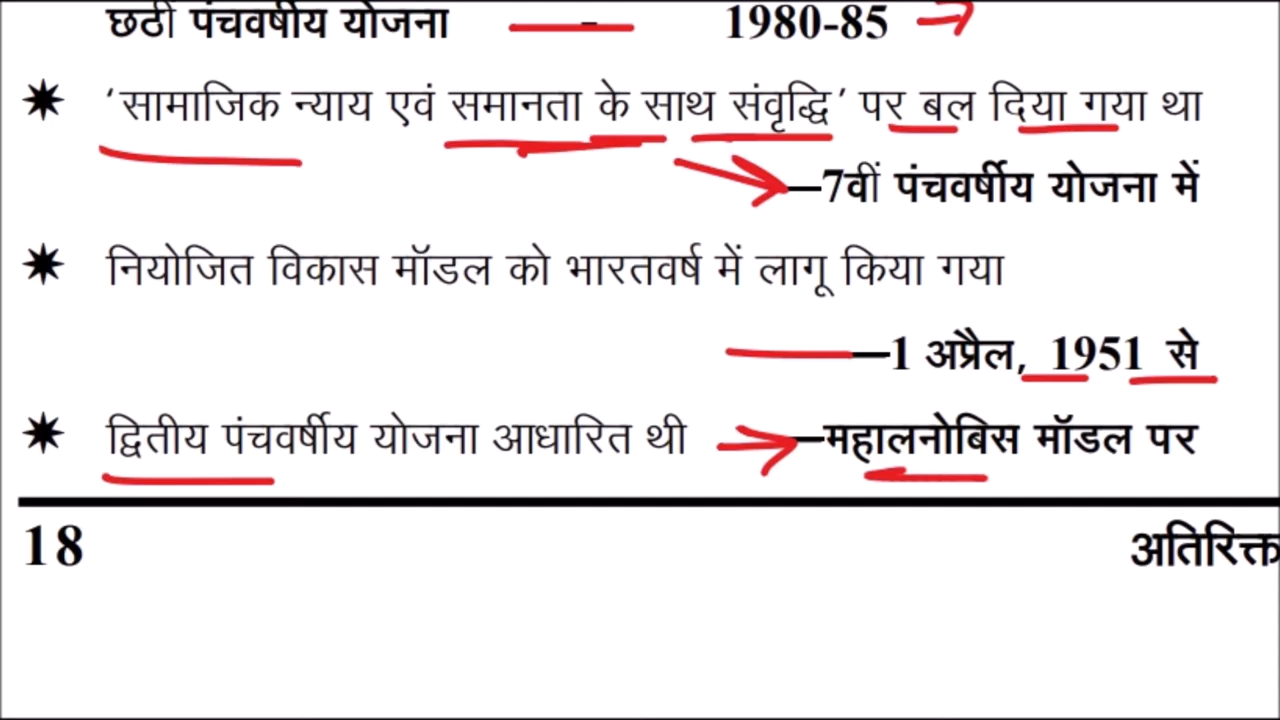 छठी पंचवर्षीय योजना - 1980-85
✷ ‘सामाजिक न्याय एवं समानता के साथ संवृद्धि’ पर बल दिया गया था
—7वीं पंचवर्षीय योजना में
✷ नियोजित विकास मॉडल को भारतवर्ष में लागू किया गया
—1 अप्रैल, 1951 से
✷ द्वितीय पंचवर्षीय योजना आधारित थी —महालनोबिस मॉडल पर
18 अतिरिक्त